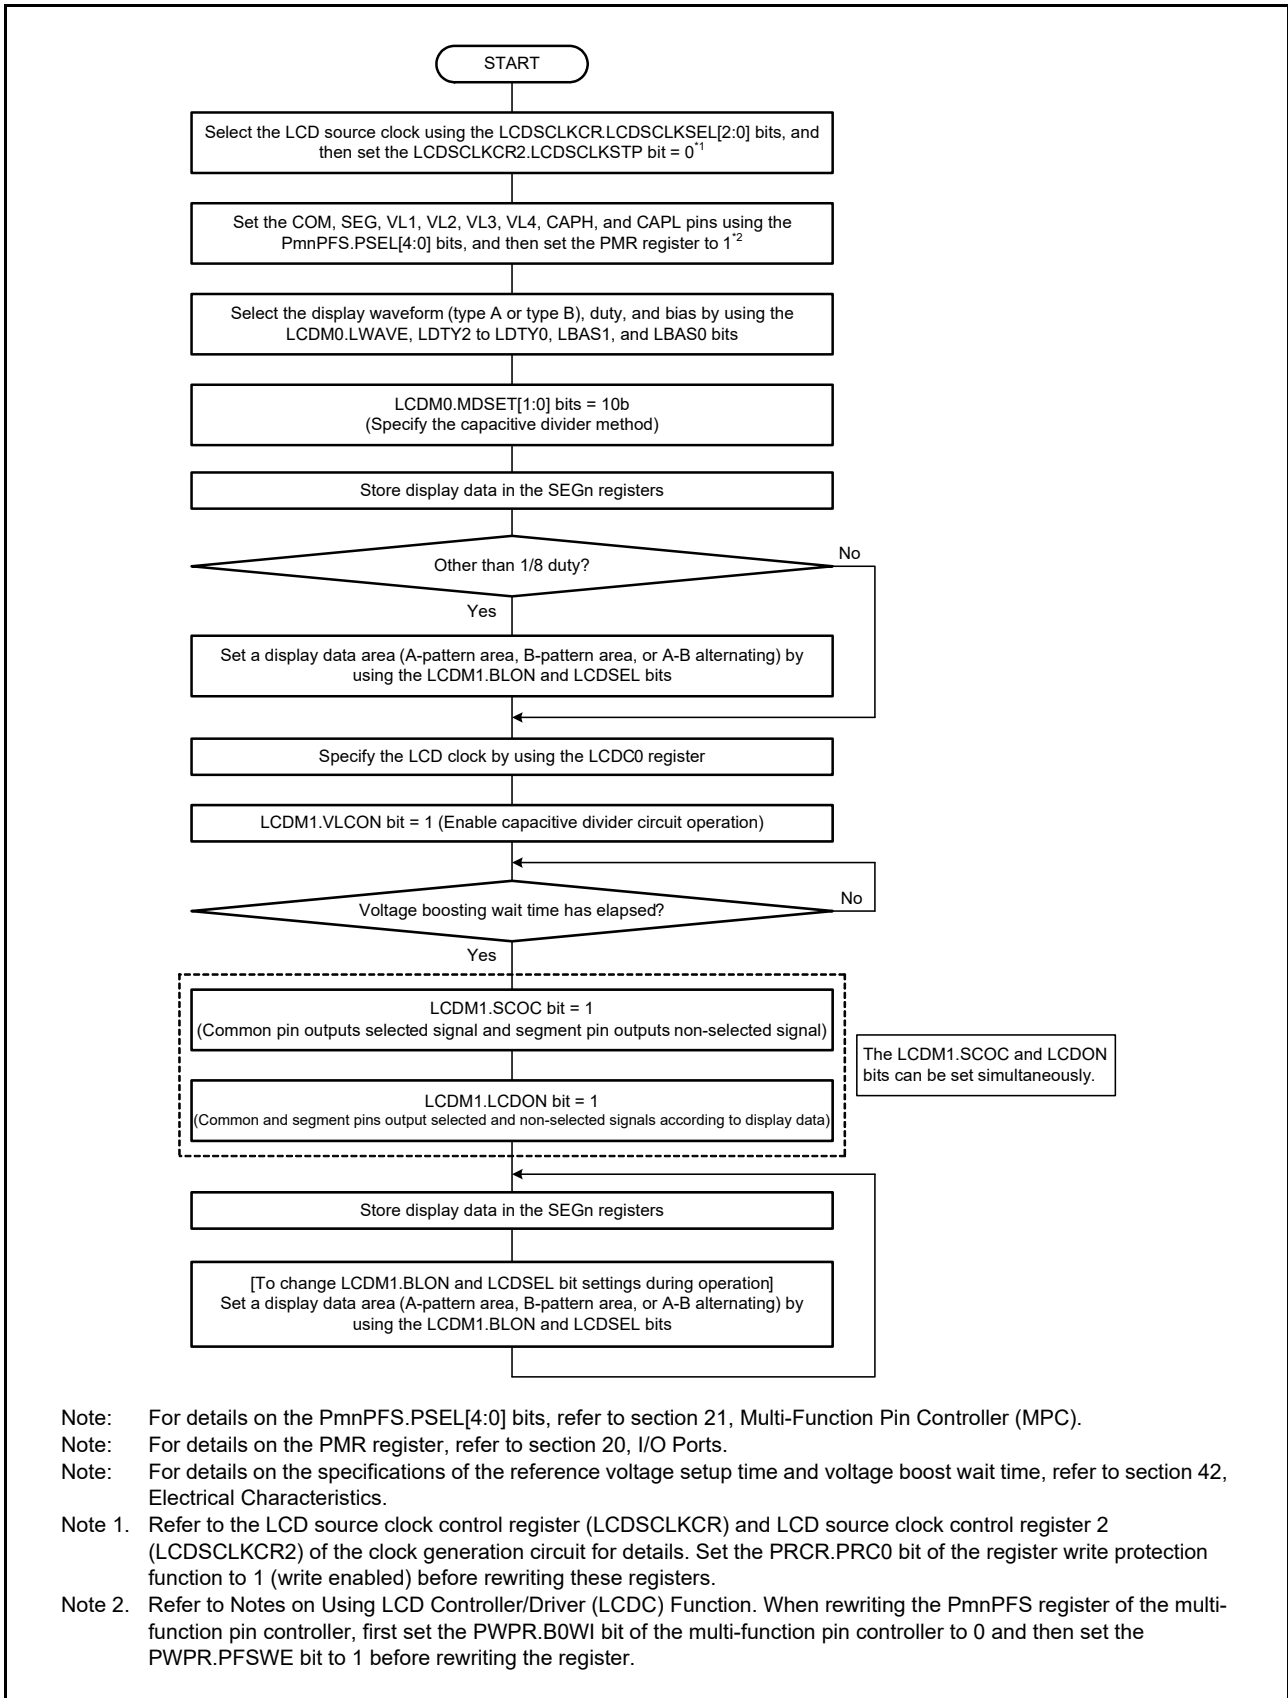 START
Select the LCD source clock using the LCDSCLKCR.LCDSCLKSEL[2:0] bits, and
then set the LCDSCLKCR2.LCDSCLKSTP bit = 0*1
Set the COM, SEG, VL1, VL2, VL3, VL4, CAPH, and CAPL pins using the
PmnPFS.PSEL[4:0] bits, and then set the PMR register to 1*2
Select the display waveform (type A or type B), duty, and bias by using the
LCDM0.LWAVE, LDTY2 to LDTY0, LBAS1, and LBAS0 bits
LCDM0.MDSET[1:0] bits = 10b
(Specify the capacitive divider method)
Store display data in the SEGn registers
Other than 1/8 duty?
No
Yes
Set a display data area (A-pattern area, B-pattern area, or A-B alternating) by
using the LCDM1.BLON and LCDSEL bits
Specify the LCD clock by using the LCDC0 register
LCDM1.VLCON bit = 1 (Enable capacitive divider circuit operation)
Voltage boosting wait time has elapsed?
No
Yes
LCDM1.SCOC bit = 1
(Common pin outputs selected signal and segment pin outputs non-selected signal)
The LCDM1.SCOC and LCDON
bits can be set simultaneously.
LCDM1.LCDON bit = 1
(Common and segment pins output selected and non-selected signals according to display data)
Store display data in the SEGn registers
[To change LCDM1.BLON and LCDSEL bit settings during operation]
Set a display data area (A-pattern area, B-pattern area, or A-B alternating) by
using the LCDM1.BLON and LCDSEL bits
Note: For details on the PmnPFS.PSEL[4:0] bits, refer to section 21, Multi-Function Pin Controller (MPC).
Note: For details on the PMR register, refer to section 20, I/O Ports.
Note: For details on the specifications of the reference voltage setup time and voltage boost wait time, refer to section 42,
Electrical Characteristics.
Note 1. Refer to the LCD source clock control register (LCDSCLKCR) and LCD source clock control register 2
(LCDSCLKCR2) of the clock generation circuit for details. Set the PRCR.PRC0 bit of the register write protection
function to 1 (write enabled) before rewriting these registers.
Note 2. Refer to Notes on Using LCD Controller/Driver (LCDC) Function. When rewriting the PmnPFS register of the multi-
function pin controller, first set the PWPR.B0WI bit of the multi-function pin controller to 0 and then set the
PWPR.PFSWE bit to 1 before rewriting the register.